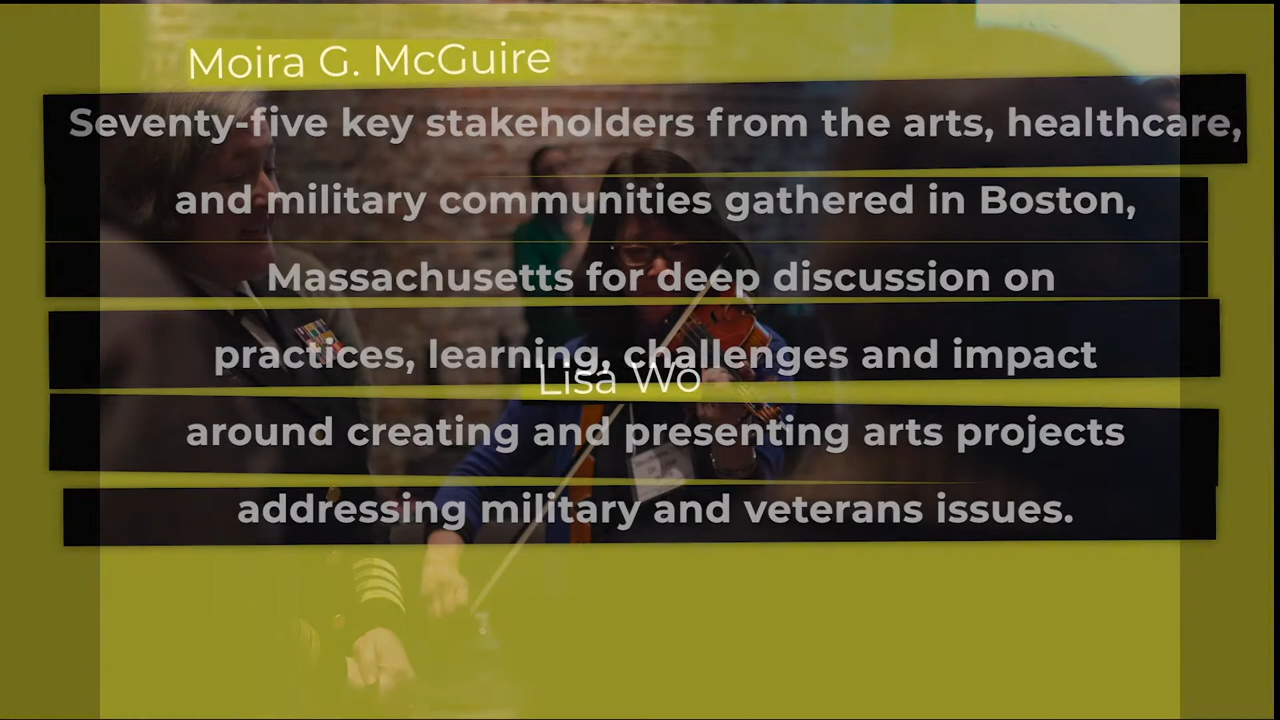 Moira G. McGuire
Seventy-five key stakeholders from the arts, healthcare,
and military communities gathered in Boston,
Massachusetts for deep discussion on
practices, learning, challenges and impact
Lisa Wo
around creating and presenting arts projects
addressing military and veterans issues.